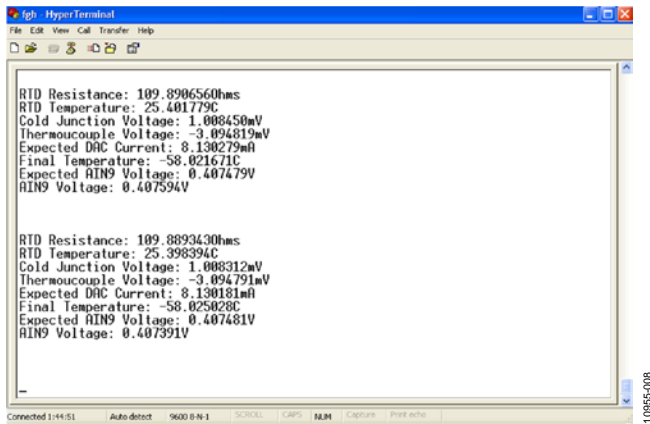 fgh - HyperTerminal
File Edit View Call Transfer Help
RTD Resistance: 109.890656Ohms
RTD Temperature: 25.401779C
Cold Junction Voltage: 1.008450mV
Thermoucouple Voltage: -3.094819mV
Expected DAC Current: 8.130279mA
Final Temperature: -58.021671C
Expected AIN9 Voltage: 0.407479V
AIN9 Voltage: 0.407594V
RTD Resistance: 109.889343Ohms
RTD Temperature: 25.398394C
Cold Junction Voltage: 1.008312mV
Thermoucouple Voltage: -3.094791mV
Expected DAC Current: 8.130181mA
Final Temperature: -58.025028C
Expected AIN9 Voltage: 0.407481V
AIN9 Voltage: 0.407391V
_
Connected 1:44:51 Auto detect 9600 8-N-1 SCROLL CAPS NUM Capture Print echo
10955-008